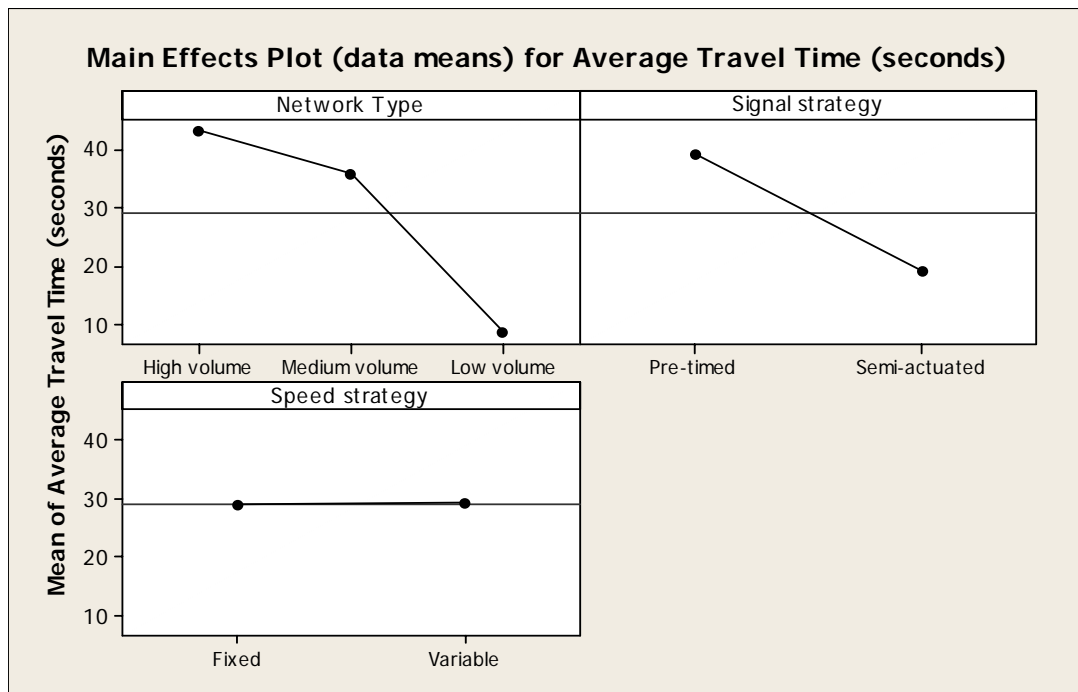 Main Effects Plot (data means) for Average Travel Time (seconds)
Mean of Average Travel Time (seconds)
Network Type
Signal strategy
40
30
20
10
High volume
Medium volume
Low volume
Pre-timed
Semi-actuated
Speed strategy
40
30
20
10
Fixed
Variable